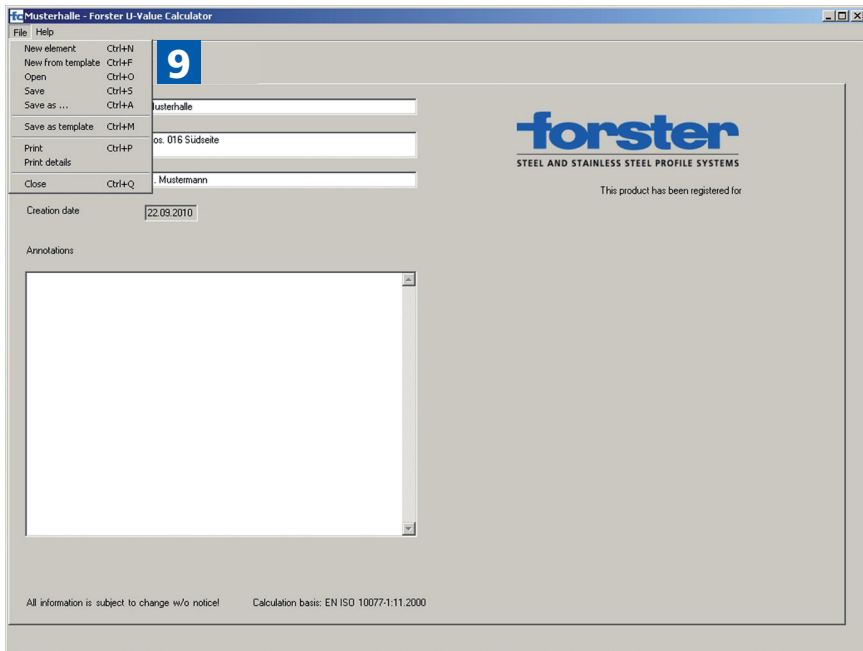 Musterhalle - Forster U-Value Calculator
File Help
New element Ctrl+N
New from template Ctrl+F
Open Ctrl+O
Save Ctrl+S
Save as ... Ctrl+A
Save as template Ctrl+M
Print Ctrl+P
Print details
Close Ctrl+Q
9
Musterhalle
os. 016 Südseite
. Mustermann
Creation date 22.09.2010
Annotations
forster
STEEL AND STAINLESS STEEL PROFILE SYSTEMS
This product has been registered for
All information is subject to change w/o notice! Calculation basis: EN ISO 10077-1:11.2000